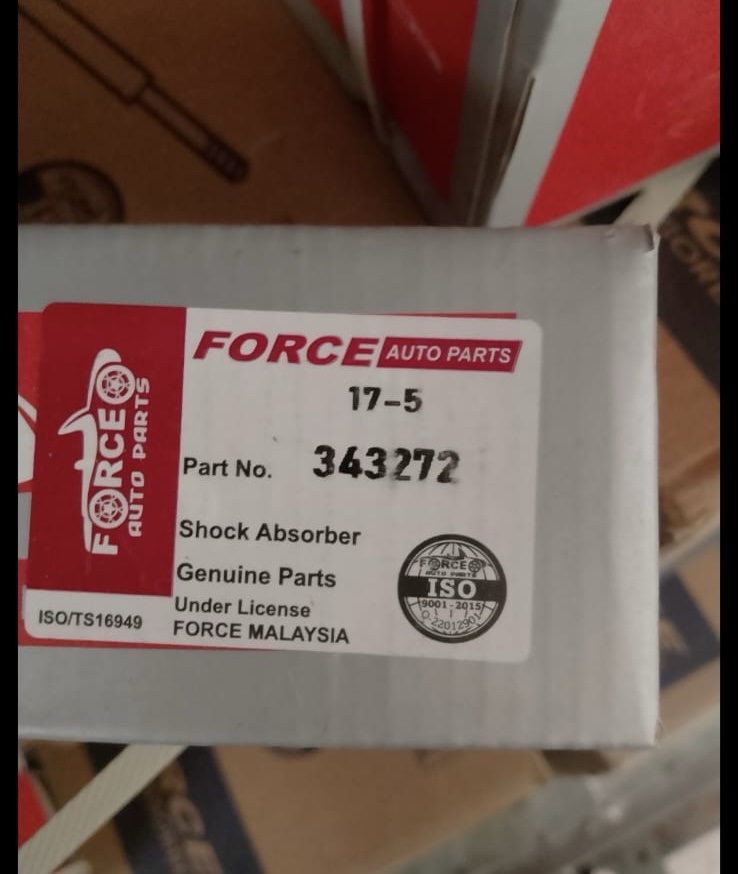 FORCE AUTO PARTS
17-5
Part No. 343272
Shock Absorber
Genuine Parts
Under License
FORCE MALAYSIA
FORCE
AUTO PARTS
ISO/TS16949
FORCE
AUTO PARTS
ISO
9001-2015